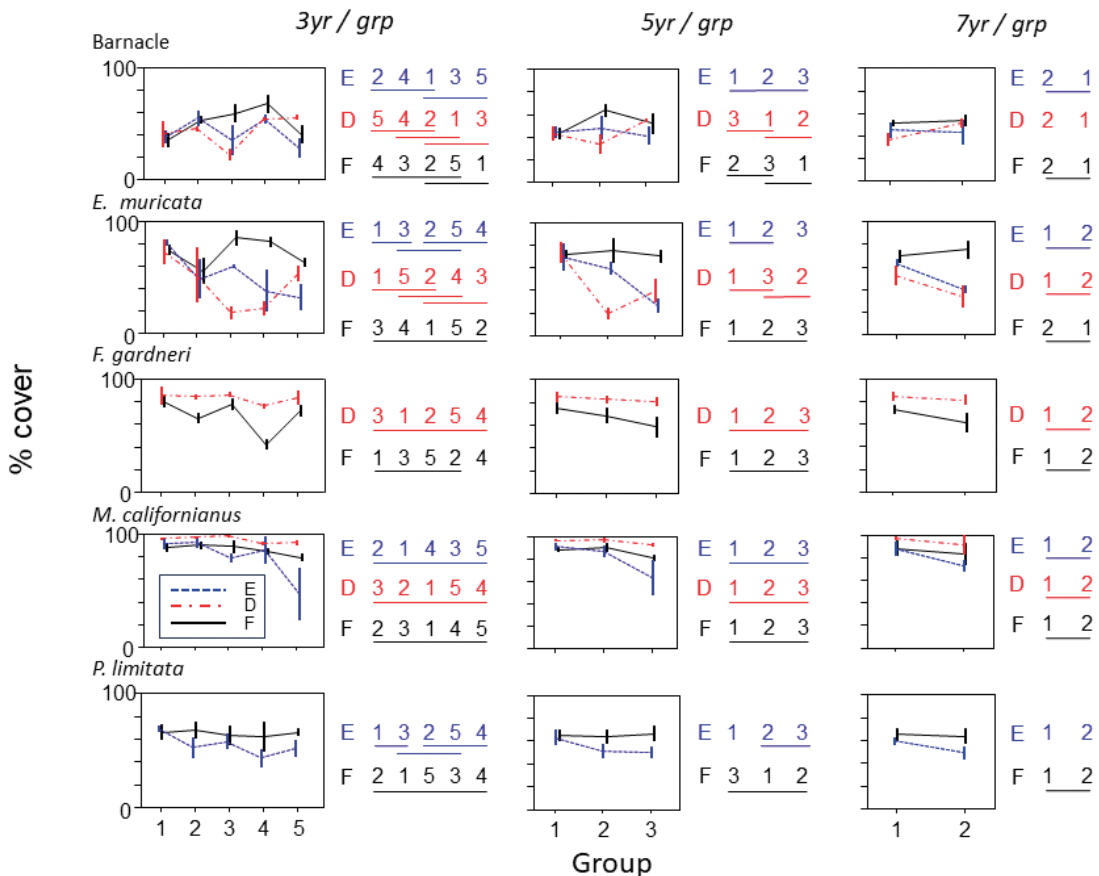 3yr / grp 5yr / grp 7yr / grp
Barnacle
100
0
E 2 4 1 3 5
D 5 4 2 1 3
F 4 3 2 5 1
E 1 2 3
D 3 1 2
F 2 3 1
E 2 1
D 2 1
F 2 1
E. muricata
100
0
E 1 3 2 5 4
D 1 5 2 4 3
F 3 4 1 5 2
E 1 2 3
D 1 3 2
F 1 2 3
E 1 2
D 1 2
F 2 1
F. gardneri
100
0
D 3 1 2 5 4
F 1 3 5 2 4
D 1 2 3
F 1 2 3
D 1 2
F 1 2
% cover
M. californianus
100
0
E
D
F
E 2 1 4 3 5
D 3 2 1 5 4
F 2 3 1 4 5
E 1 2 3
D 1 2 3
F 1 2 3
E 1 2
D 1 2
F 1 2
P. limitata
100
0
E 1 3 2 5 4
F 2 1 5 3 4
E 1 2 3
F 3 1 2
E 1 2
F 1 2
1 2 3 4 5
1 2 3
1 2
Group